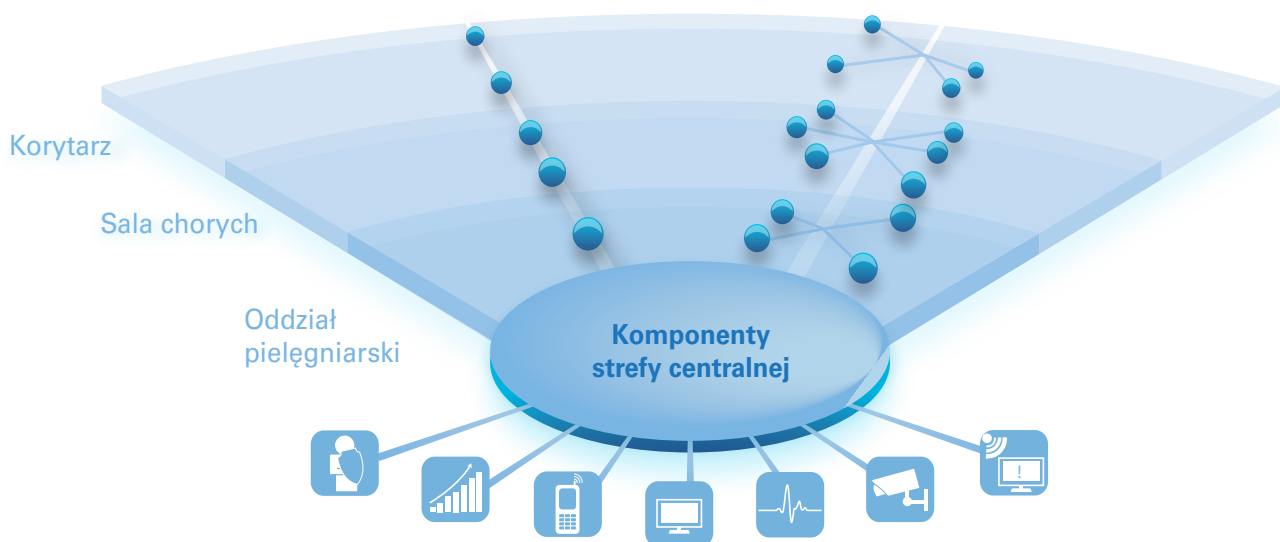 Korytarz
Sala chorych
Oddział
pielęgniarski
Komponenty
strefy centralnej
!